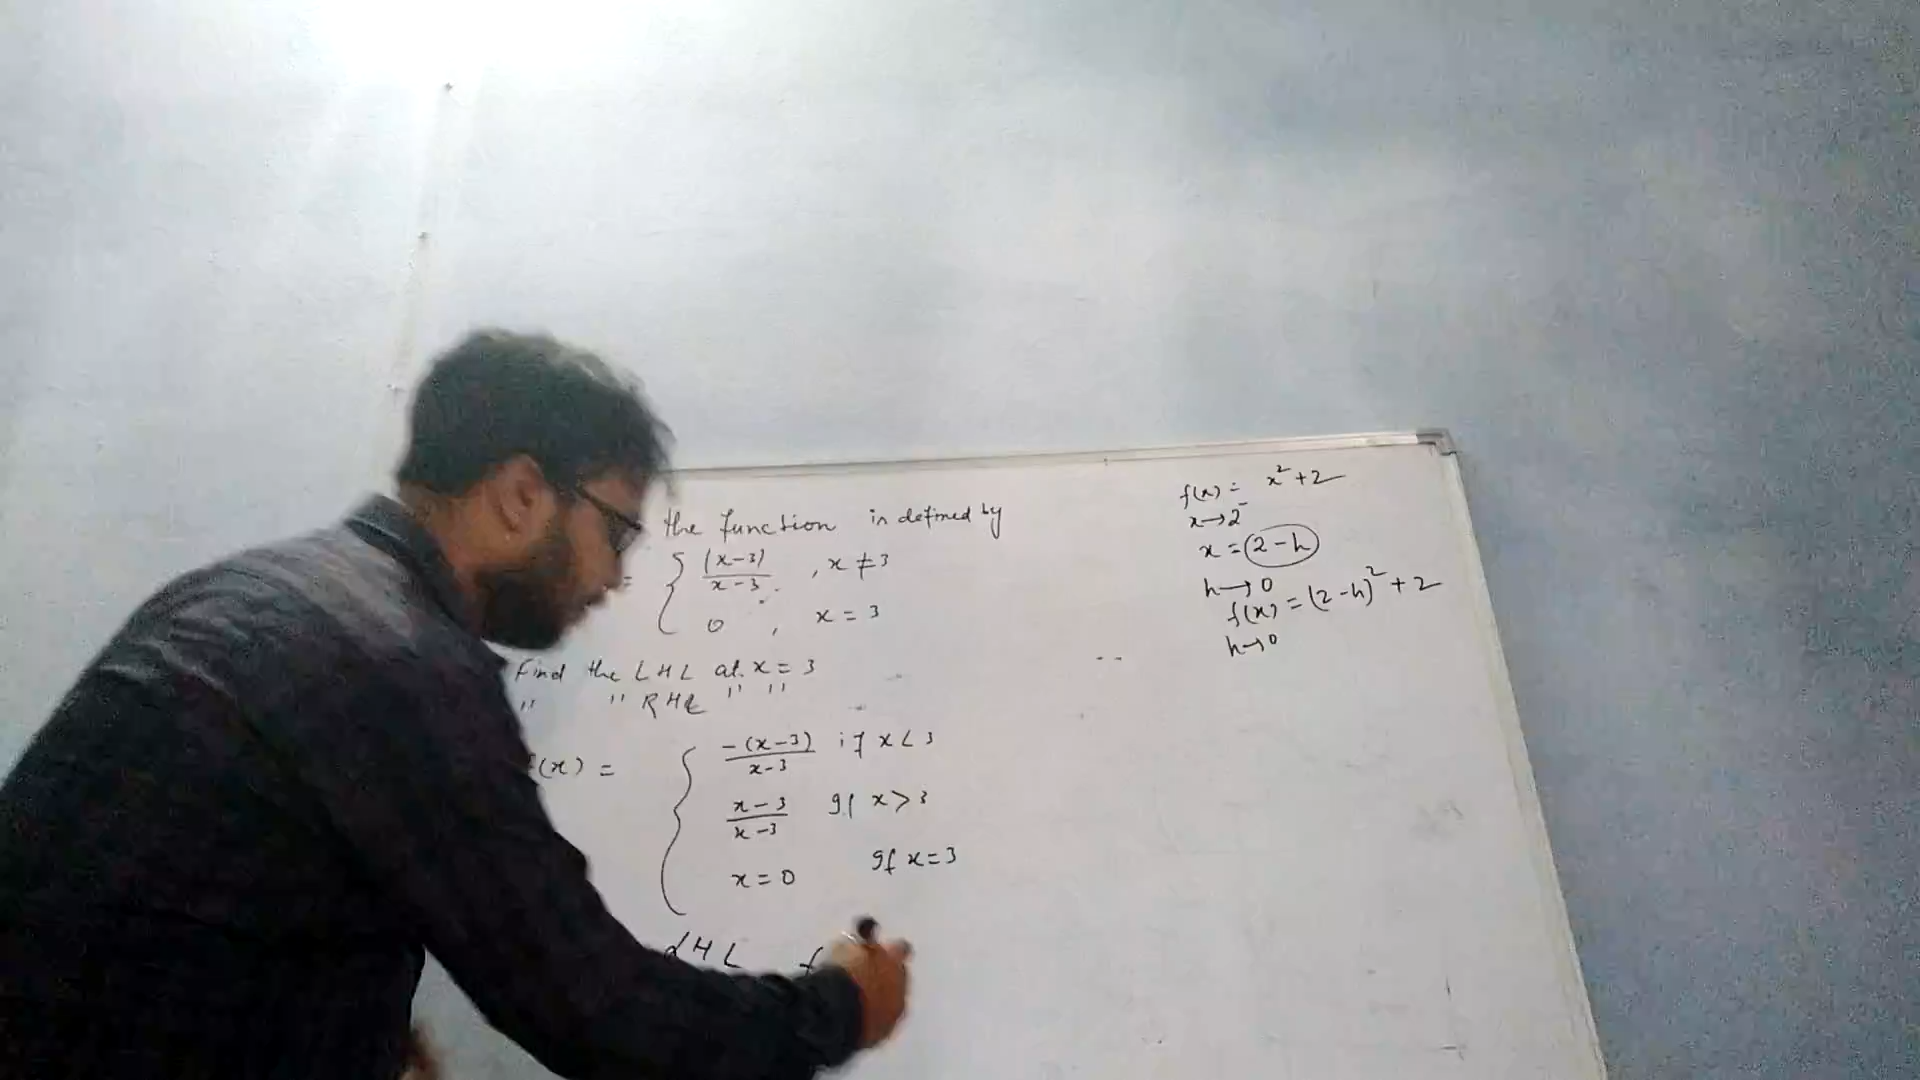 the function is defined by
= { (x-3)/x-3 , x ≠ 3
0 , x = 3
Find the LHL at x = 3
" " RHL " "
f(x) = { -(x-3)/x-3 if x < 3
x-3/x-3 If x > 3
x = 0 If x = 3
LHL f
f(x) = x² + 2
x → 2⁻
x = (2 - h)
h → 0
f(x) = (2 - h)² + 2
h → 0